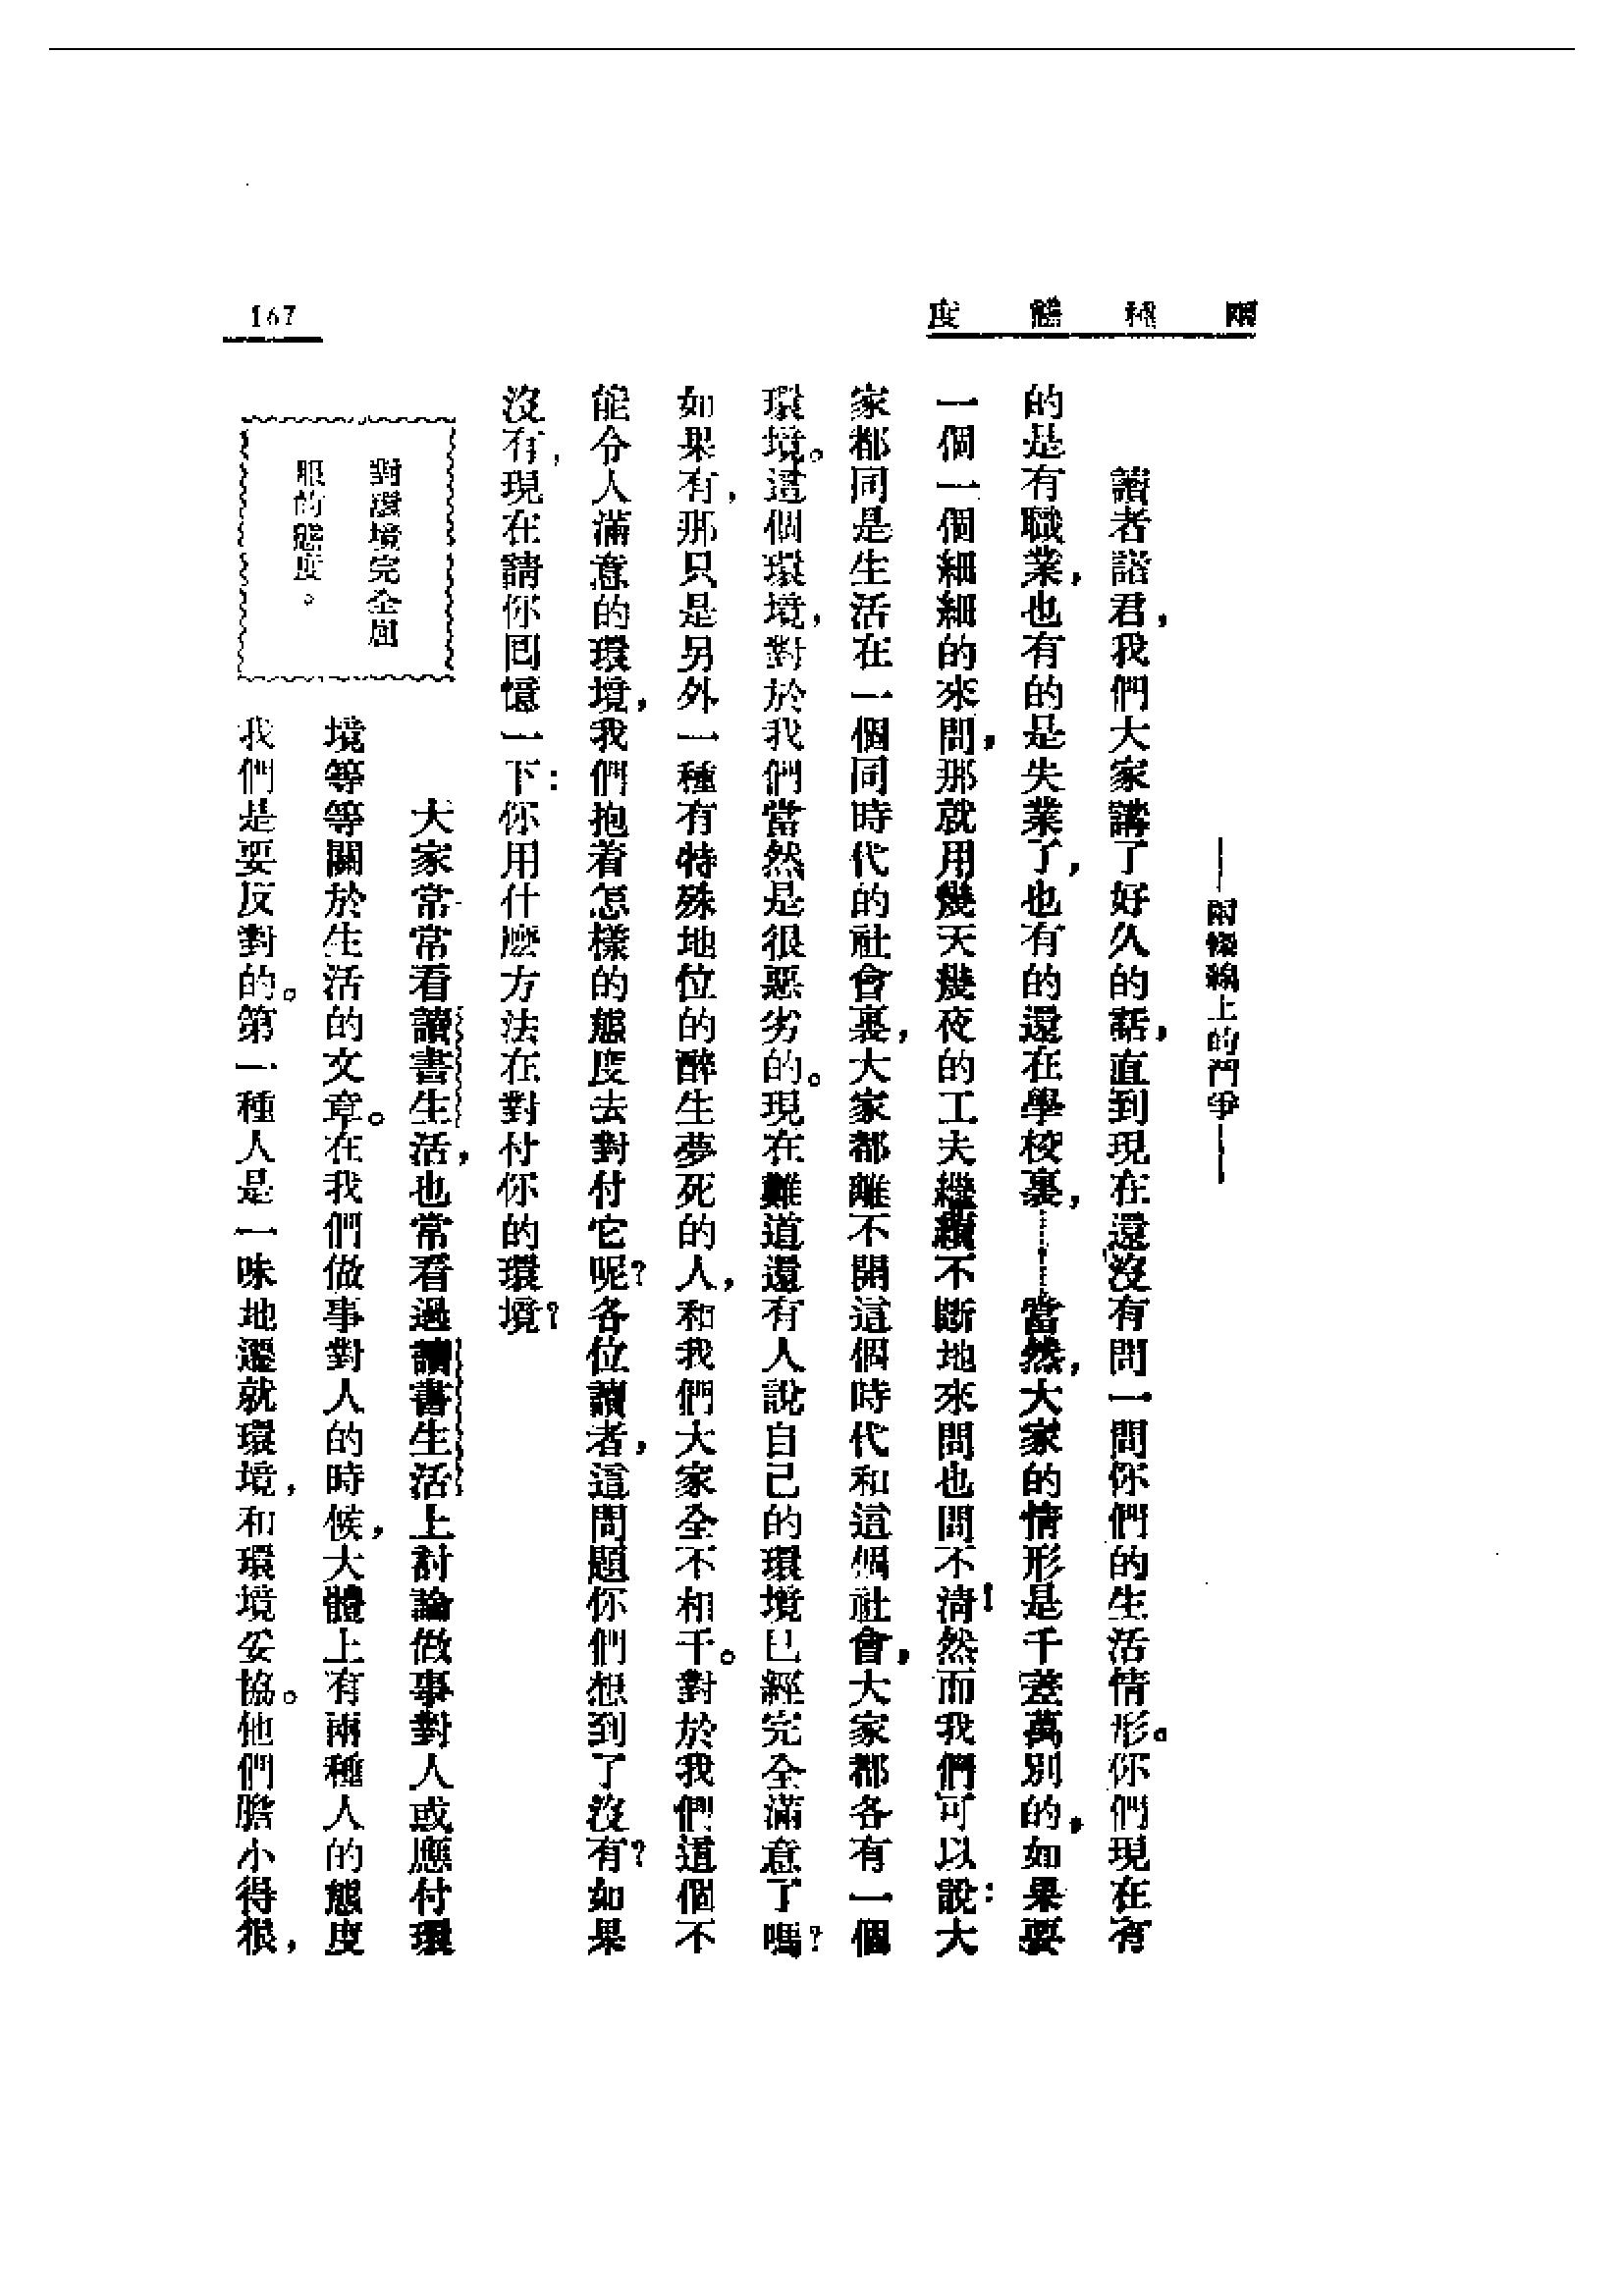 兩種態度
167
——兩條線上的鬥爭——
讀者諸君，我們大家講了好久的話，直到現在還沒有問一問你們的生活情形。你們現在有
的是有職業，也有的是失業了，也有的還在學校裏，……當然，大家的情形是千差萬別的，如果要
一個一個細細的來問，那就用幾天幾夜的工夫繼續不斷地來問也問不清！然而我們可以說：大
家都同是生活在一個同時代的社會裏，大家都離不開這個時代和這個社會，大家都各有一個
環境。這個環境，對於我們當然是很惡劣的。現在難道還有人說自己的環境已經完全滿意了嗎？
如果有，那只是另外一種有特殊地位的醉生夢死的人，和我們大家全不相干。對於我們這個不
能令人滿意的環境，我們抱着怎樣的態度去對付它呢？各位讀者，這問題你們想到了沒有？如果
沒有，現在請你回憶一下：你用什麼方法在對付你的環境？
對環境完全屈
服的態度。
大家常常看讀書生活，也常看過讀書生活上討論做事對人或應付環
境等等關於生活的文章。在我們做事對人的時候，大體上有兩種人的態度
我們是要反對的。第一種人是一味地遷就環境，和環境妥協。他們膽小得很，